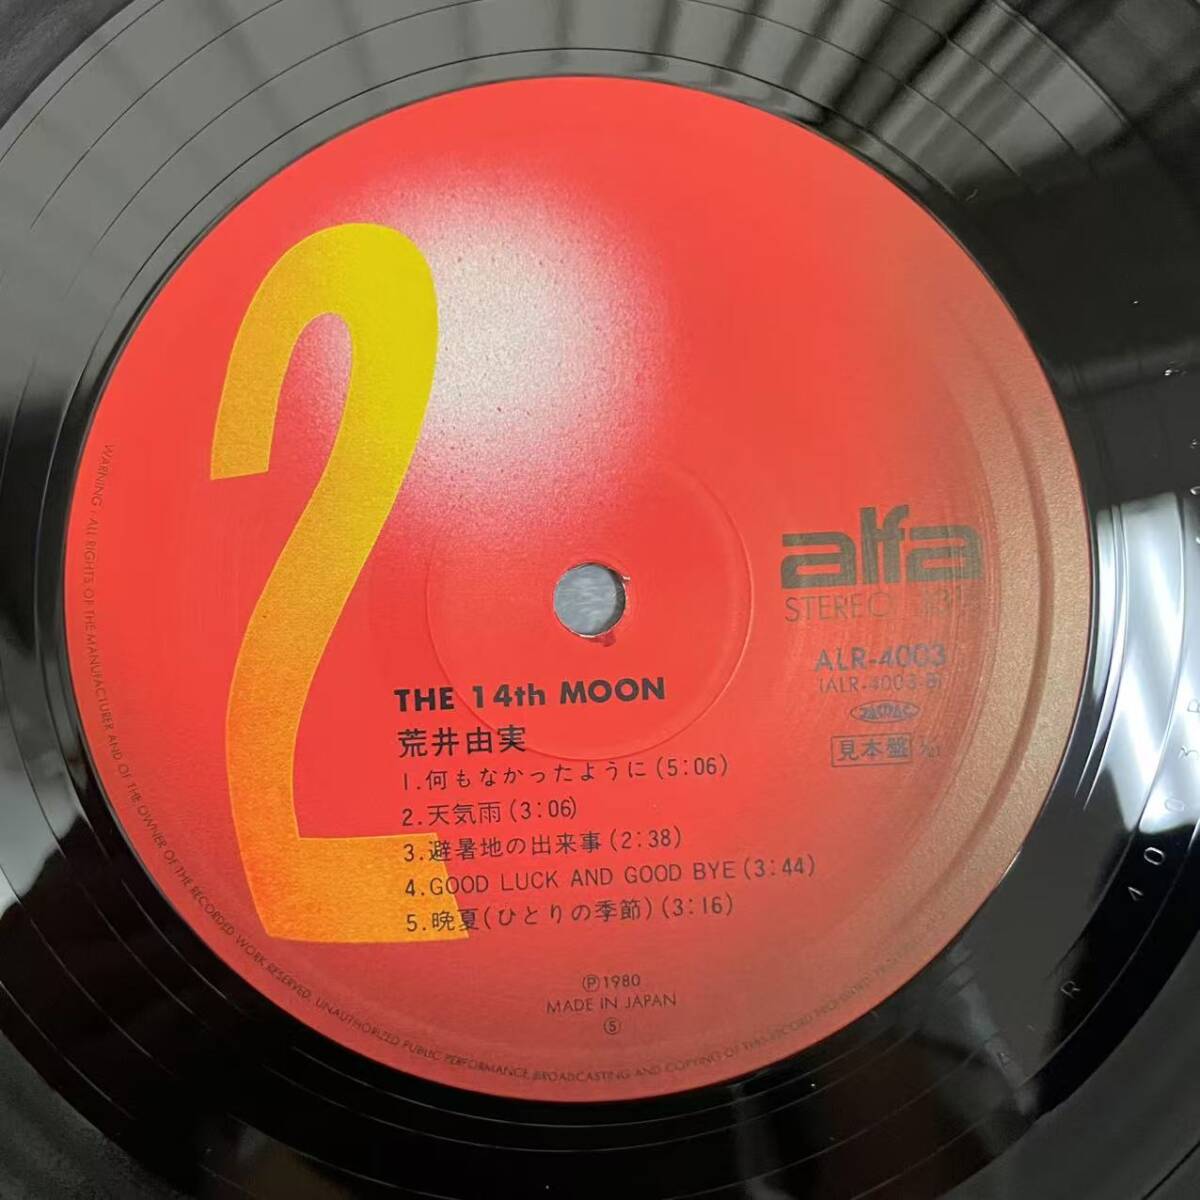 2
alfa
STEREO
ALR-4003
(ALR-4003-B)
JASRAC
見本盤
THE 14th MOON
荒井由実
1.何もなかったように(5:06)
2.天気雨(3:06)
3.避暑地の出来事(2:38)
4.GOOD LUCK AND GOOD BYE(3:44)
5.晩夏(ひとりの季節)(3:16)
Ⓟ1980
MADE IN JAPAN
⑤
WARNING : ALL RIGHTS OF THE MANUFACTURER AND OF THE OWNER OF THE RECORDED WORK RESERVED. UNAUTHORIZED PUBLIC PERFORMANCE, BROADCASTING AND COPYING OF THIS RECORD PROHIBITED